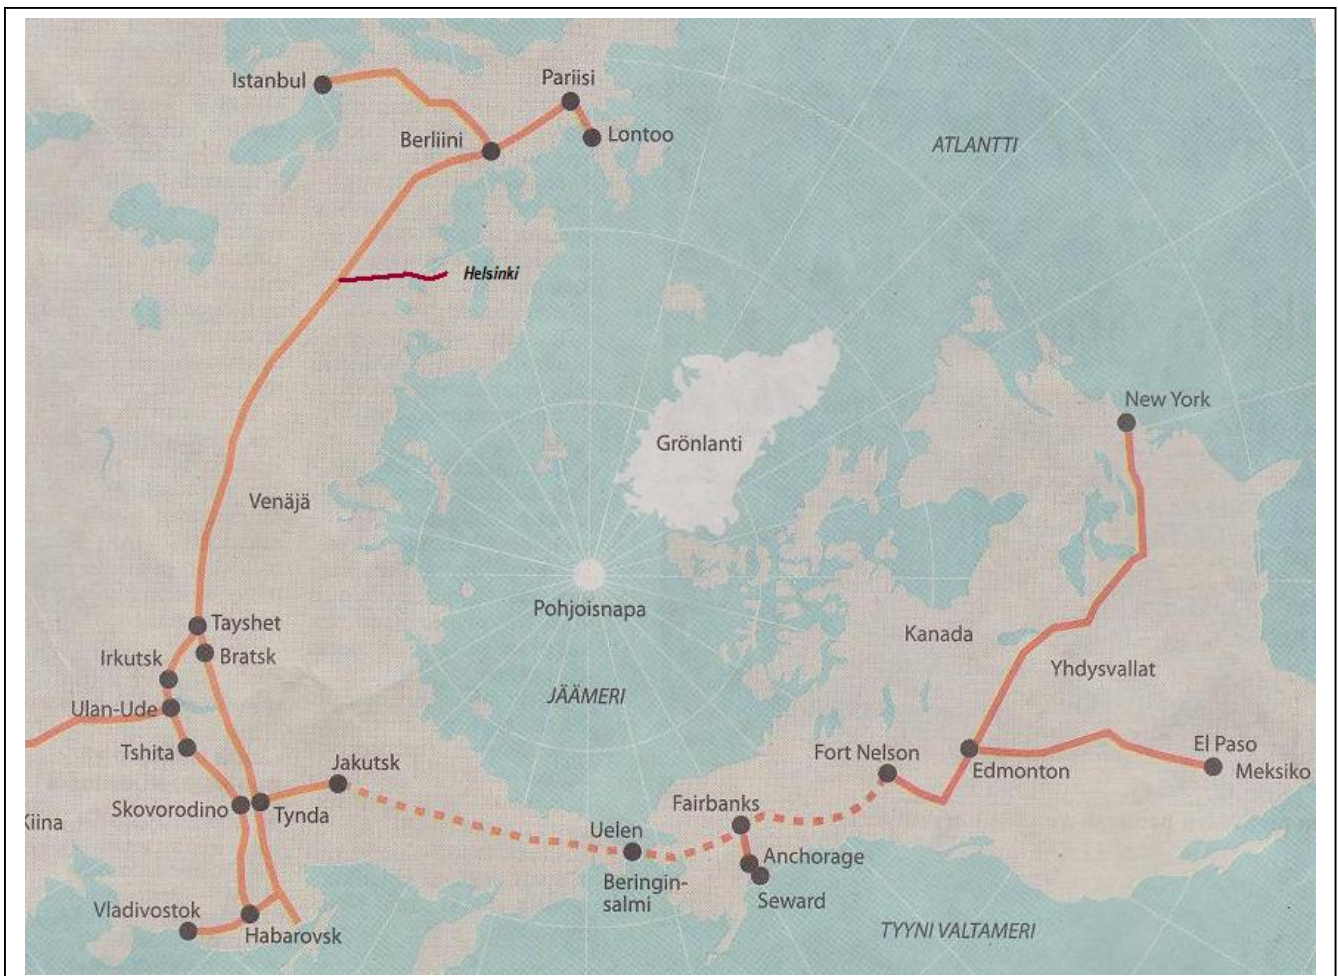 Istanbul
Pariisi
Berliini
Lontoo
ATLANTTI
Helsinki
New York
Grönlanti
Venäjä
Pohjoisnapa
Tayshet
Irkutsk
Bratsk
Kanada
Yhdysvallat
JÄÄMERI
Ulan-Ude
Tshita
Jakutsk
Fort Nelson
El Paso
Edmonton
Meksiko
Skovorodino
Tynda
Fairbanks
Kiina
Uelen
Anchorage
Beringin-
salmi
Seward
Vladivostok
Habarovsk
TYYNI VALTAMERI